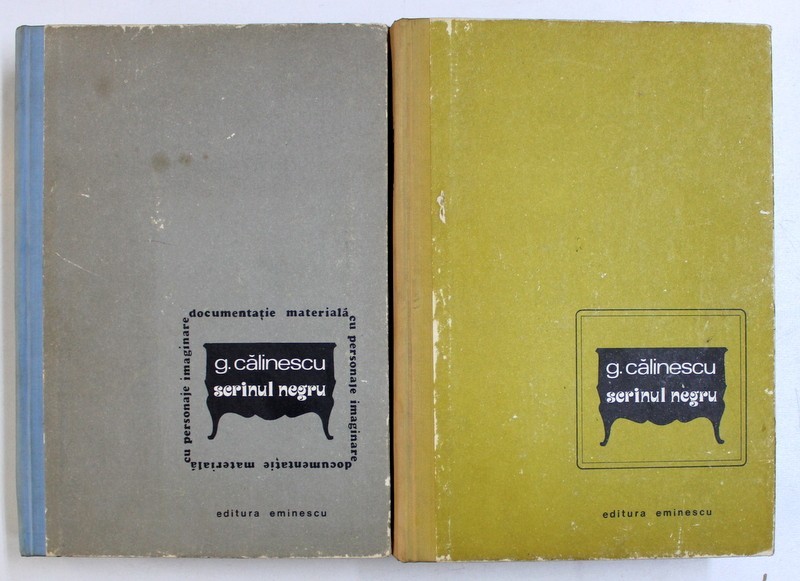 documentație materială
cu personaje imaginare
documentație materială
cu personaje imaginare
g. călinescu
scrinul negru
editura eminescu
g. călinescu
scrinul negru
editura eminescu